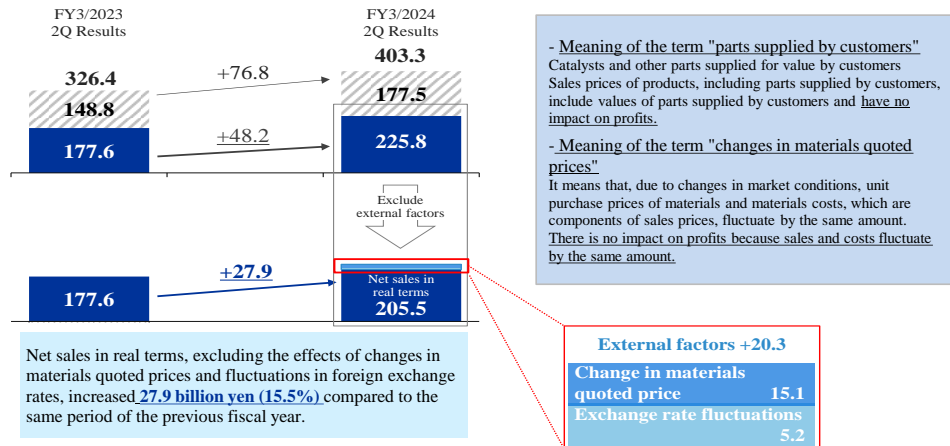 FY3/2023
2Q Results
FY3/2024
2Q Results
326.4
+76.8
403.3
148.8
177.5
177.6
+48.2
225.8
Exclude
external factors
177.6
+27.9
Net sales in
real terms
205.5
Net sales in real terms, excluding the effects of changes in
materials quoted prices and fluctuations in foreign exchange
rates, increased 27.9 billion yen (15.5%) compared to the
same period of the previous fiscal year.
- Meaning of the term "parts supplied by customers"
Catalysts and other parts supplied for value by customers
Sales prices of products, including parts supplied by customers,
include values of parts supplied by customers and have no
impact on profits.
- Meaning of the term "changes in materials quoted
prices"
It means that, due to changes in market conditions, unit
purchase prices of materials and materials costs, which are
components of sales prices, fluctuate by the same amount.
There is no impact on profits because sales and costs fluctuate
by the same amount.
External factors +20.3
Change in materials
quoted price 15.1
Exchange rate fluctuations
5.2